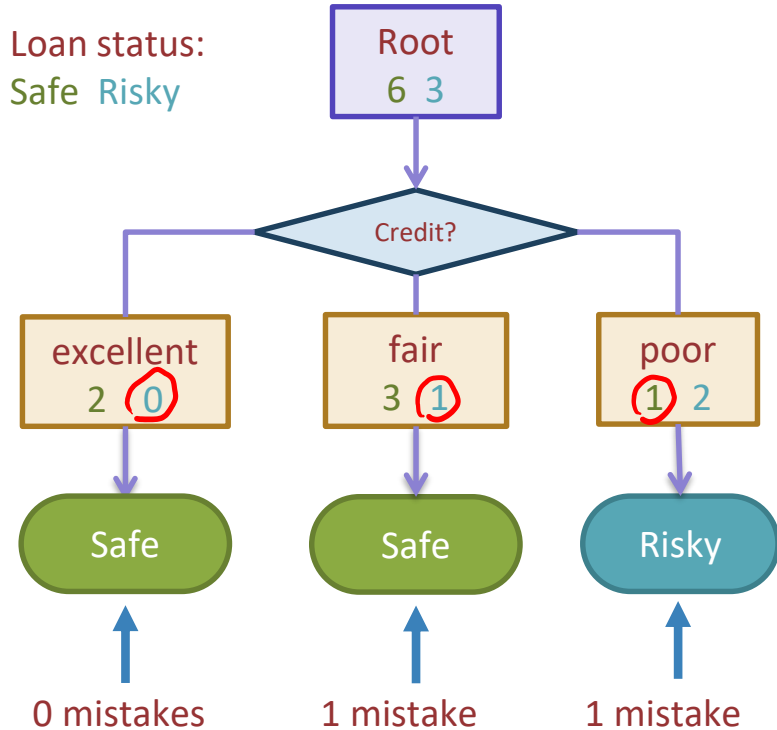 Loan status:
Safe Risky
Root
6 3
Credit?
excellent
2 0
fair
3 1
poor
1 2
Safe
Safe
Risky
0 mistakes
1 mistake
1 mistake